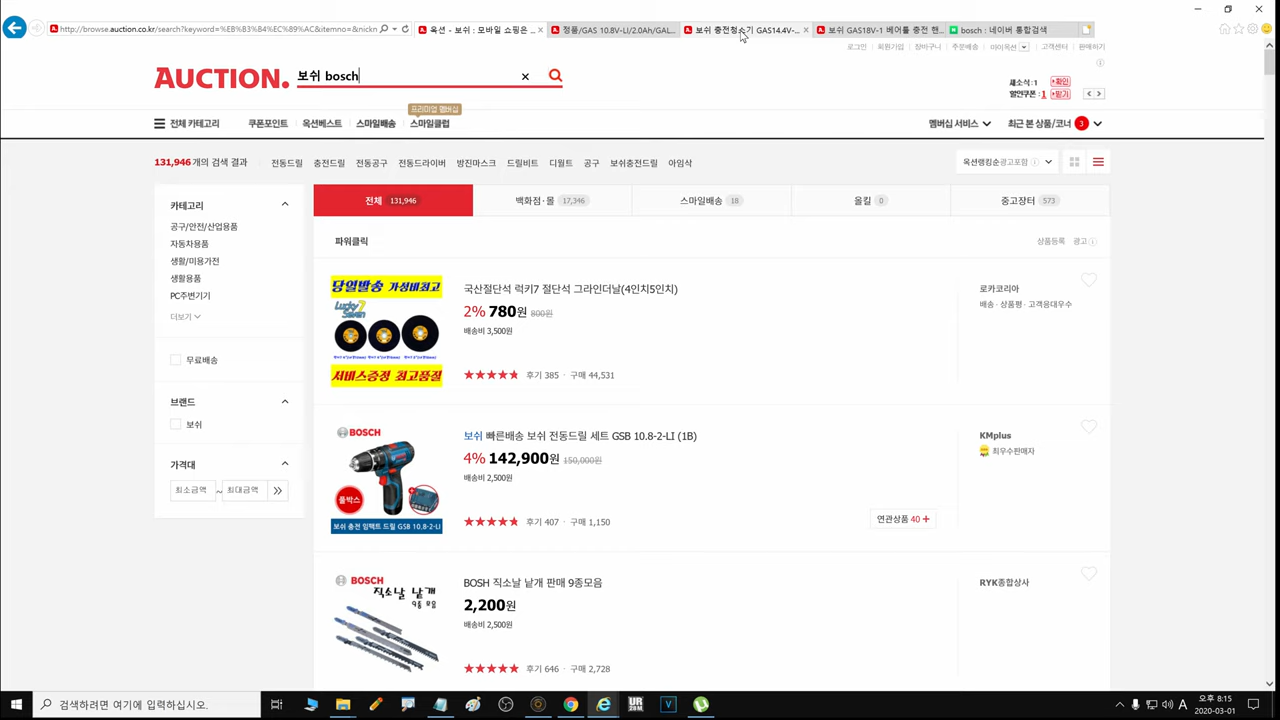 http://browse.auction.co.kr/search?keyword=%EB%B3%B4%EC%89%AC&itemno=&nickn
옥션 - 보쉬 : 모바일 쇼핑은 ...
정품/GAS 10.8V-LI/2.0Ah/GAL...
보쉬 충전청소기 GAS14.4V-...
보쉬 GAS18V-1 베어툴 충전 핸...
bosch : 네이버 통합검색
로그인 회원가입 장바구니 주문배송 마이옥션 고객센터 판매하기
AUCTION. 보쉬 bosch
새소식:1 확인
할인쿠폰:1 받기
프리미엄 멤버십
전체 카테고리 쿠폰포인트 옥션베스트 스마일배송 스마일클럽 멤버십 서비스 최근 본 상품/코너 3
131,946 개의 검색 결과 전동드릴 충전드릴 전동공구 전동드라이버 방진마스크 드릴비트 디월트 공구 보쉬충전드릴 아임삭 옥션랭킹순 광고포함
카테고리
공구/안전/산업용품
자동차용품
생활/미용가전
생활용품
PC주변기기
더보기
무료배송
브랜드
보쉬
가격대
최소금액 ~ 최대금액
전체 131,946 백화점·몰 17,346 스마일배송 18 올킬 0 중고장터 573
파워클릭 상품등록 광고
당일발송 가성비최고
Lucky Seven 7
서비스증정 최고품질
국산절단석 럭키7 절단석 그라인더날(4인치5인치)
2% 780원 800원
배송비 3,500원
후기 385 · 구매 44,531
로카코리아
배송 · 상품평 · 고객응대우수
BOSCH
풀박스
보쉬 충전 임팩트 드릴 GSB 10.8-2-LI
보쉬 빠른배송 보쉬 전동드릴 세트 GSB 10.8-2-LI (1B)
4% 142,900원 150,000원
배송비 2,500원
후기 407 · 구매 1,150
KMplus
최우수판매자
연관상품 40 +
BOSCH
직소날 낱개
9종 모음
BOSH 직소날 낱개 판매 9종모음
2,200원
배송비 2,500원
후기 646 · 구매 2,728
RYK종합상사
검색하려면 여기에 입력하십시오.
A
오후 8:15
2020-03-01